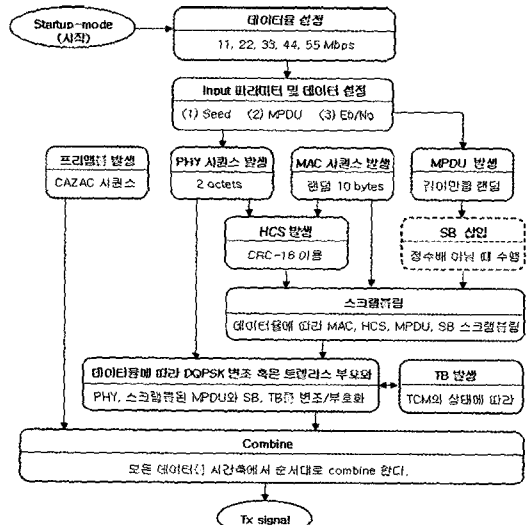 Startup-mode
(시작)
데이터율 설정
11, 22, 33, 44, 55 Mbps
Input 파라미터 및 데이터 설정
(1) Seed (2) MPDU (3) Eb/No
프리앰블 발생
CAZAC 시퀀스
PHY 시퀀스 발생
2 octets
MAC 시퀀스 발생
랜덤 10 bytes
MPDU 발생
길이만큼 랜덤
HCS 발생
CRC-16 이용
SB 삽입
정수배 아닐 때 수행
스크램블링
데이터율에 따라 MAC, HCS, MPDU, SB 스크램블링
데이터율에 따라 DQPSK 변조 혹은 트렐리스 부호화
PHY, 스크램블된 MPDU와 SB, TB를 변조/부호화
TB 발생
TCM의 상태에 따라
Combine
모든 데이터() 시간축에서 순서대로 combine 한다.
Tx signal